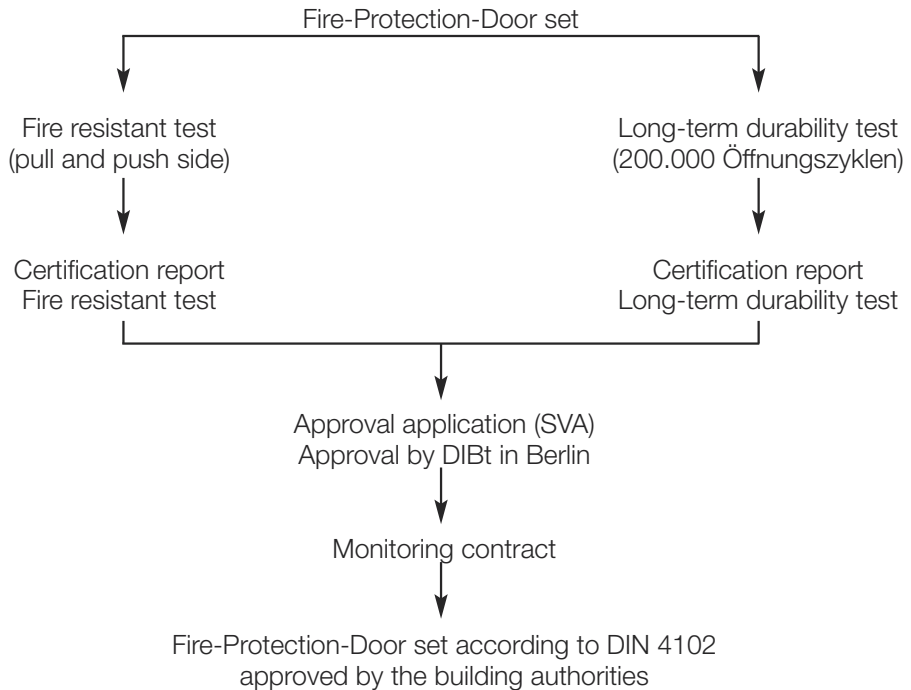 Fire-Protection-Door set
Fire resistant test
(pull and push side)
Long-term durability test
(200.000 Öffnungszyklen)
Certification report
Fire resistant test
Certification report
Long-term durability test
Approval application (SVA)
Approval by DIBt in Berlin
Monitoring contract
Fire-Protection-Door set according to DIN 4102
approved by the building authorities